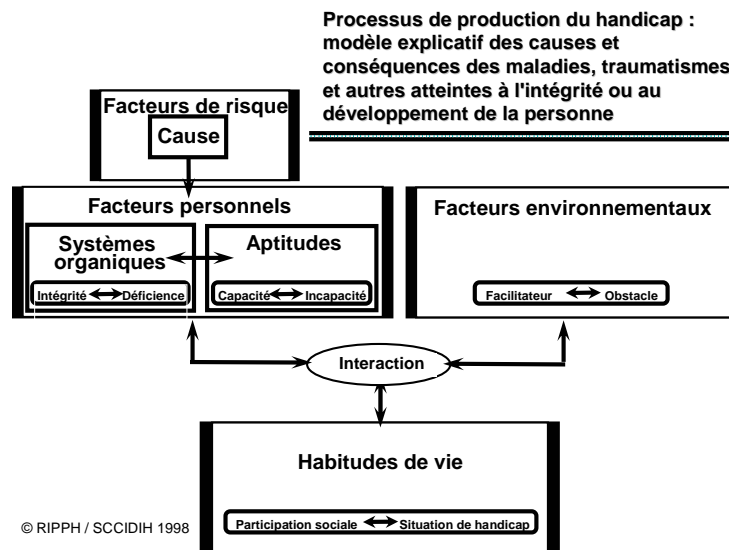 Processus de production du handicap :
modèle explicatif des causes et
conséquences des maladies, traumatismes
et autres atteintes à l'intégrité ou au
développement de la personne
Facteurs de risque
Cause
Facteurs personnels
Systèmes
organiques
Intégrité Déficience
Aptitudes
Capacité Incapacité
Facteurs environnementaux
Facilitateur Obstacle
Interaction
Habitudes de vie
Participation sociale Situation de handicap
© RIPPH / SCCIDIH 1998